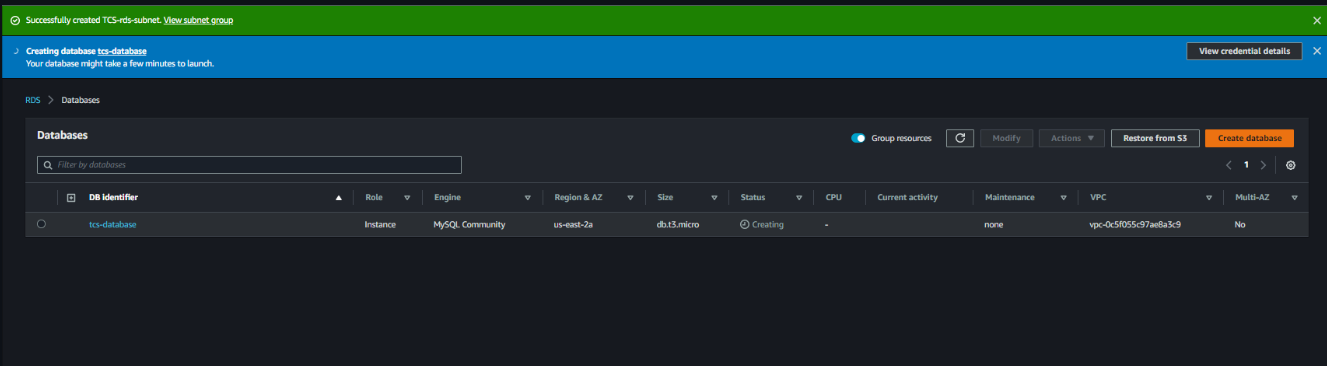 Successfully created TCS-rds-subnet. View subnet group
Creating database tcs-database
Your database might take a few minutes to launch.
View credential details
RDS > Databases
Databases
Group resources
Modify
Actions
Restore from S3
Create database
Filter by databases
1
DB identifier Role Engine Region & AZ Size Status CPU Current activity Maintenance VPC Multi-AZ
tcs-database Instance MySQL Community us-east-2a db.t3.micro Creating - none vpc-0c5f055c97ae8a3c9 No